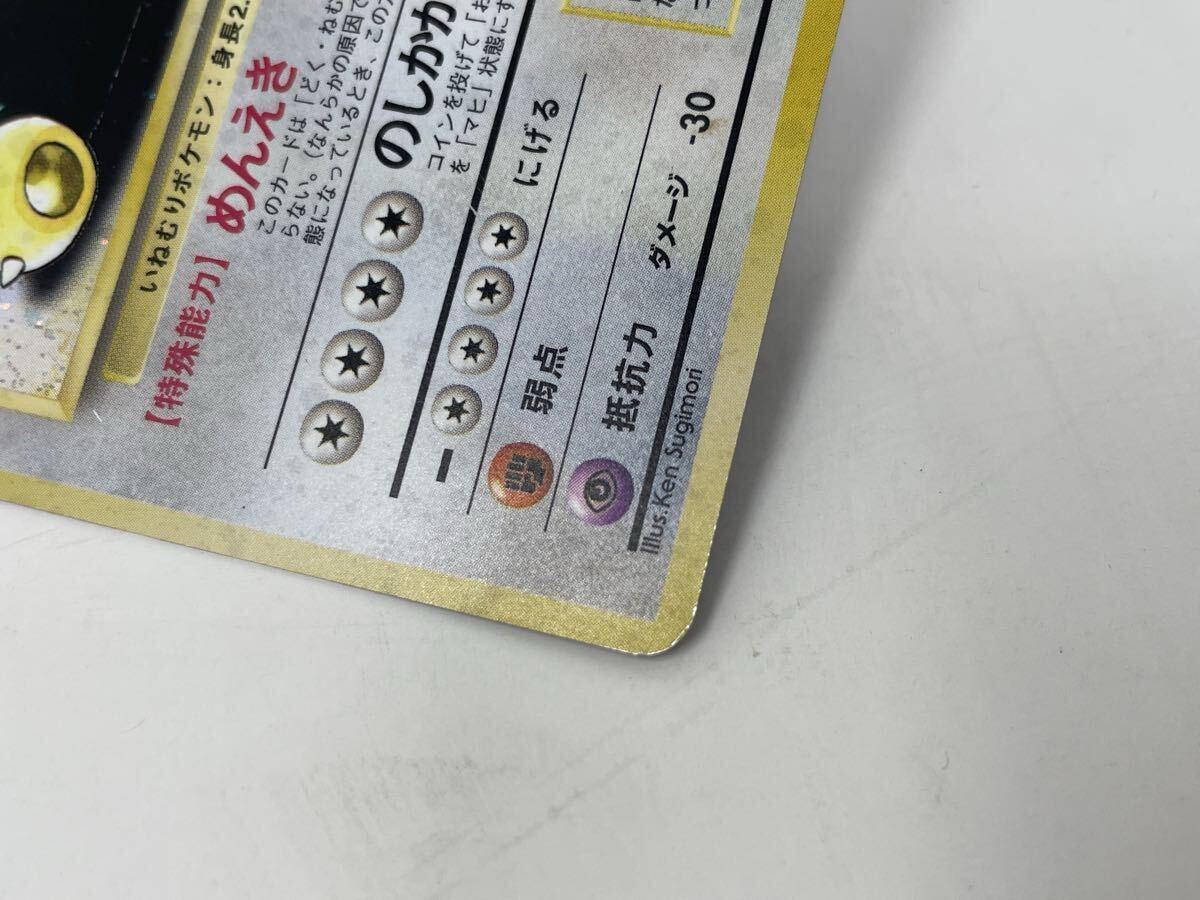 いねむりポケモン:身長2.
【特殊能力】めんえき
このカードは「どく・ねむ
らない。(なんらかの原因で
態になっているとき、この
のしかか
コインを投げて「お
を「マヒ」状態にす
にげる
弱点
抵抗力
ダメージ -30
Illus.Ken Sugimori